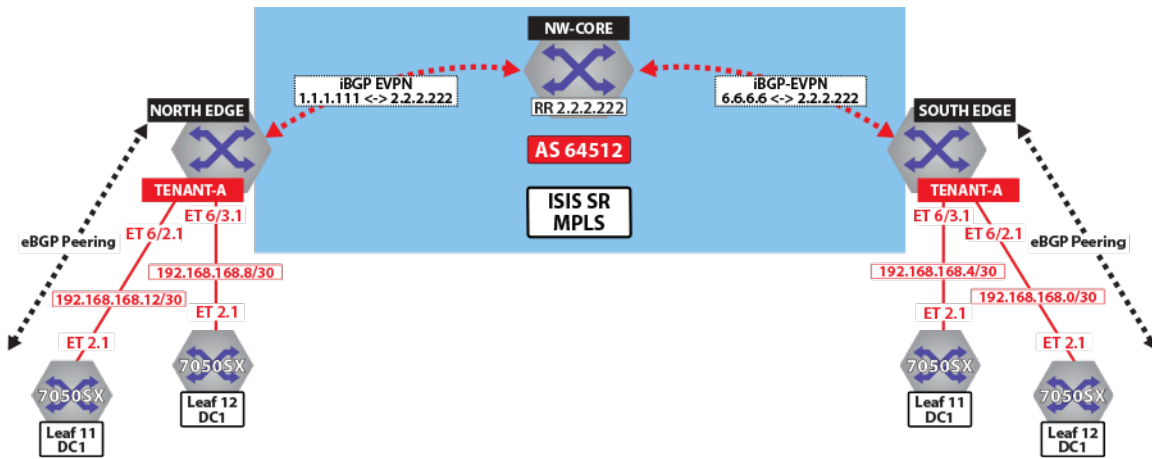 NW-CORE
iBGP EVPN
1.1.1.111 <-> 2.2.2.222
iBGP-EVPN
6.6.6.6 <-> 2.2.2.222
RR 2.2.2.222
NORTH EDGE
SOUTH EDGE
AS 64512
TENANT-A
TENANT-A
ISIS SR
MPLS
ET 6/3.1
ET 6/2.1
ET 6/3.1
ET 6/2.1
eBGP Peering
eBGP Peering
192.168.168.8/30
192.168.168.4/30
192.168.168.12/30
192.168.168.0/30
ET 2.1
ET 2.1
ET 2.1
ET 2.1
7050SX
7050SX
7050SX
7050SX
Leaf 12
DC1
Leaf 11
DC1
Leaf 11
DC1
Leaf 12
DC1